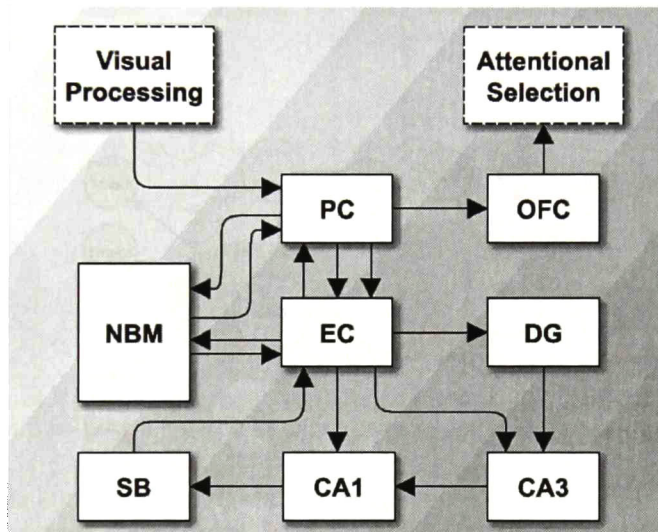 Visual
Processing
Attentional
Selection
PC
OFC
NBM
EC
DG
SB
CA1
CA3